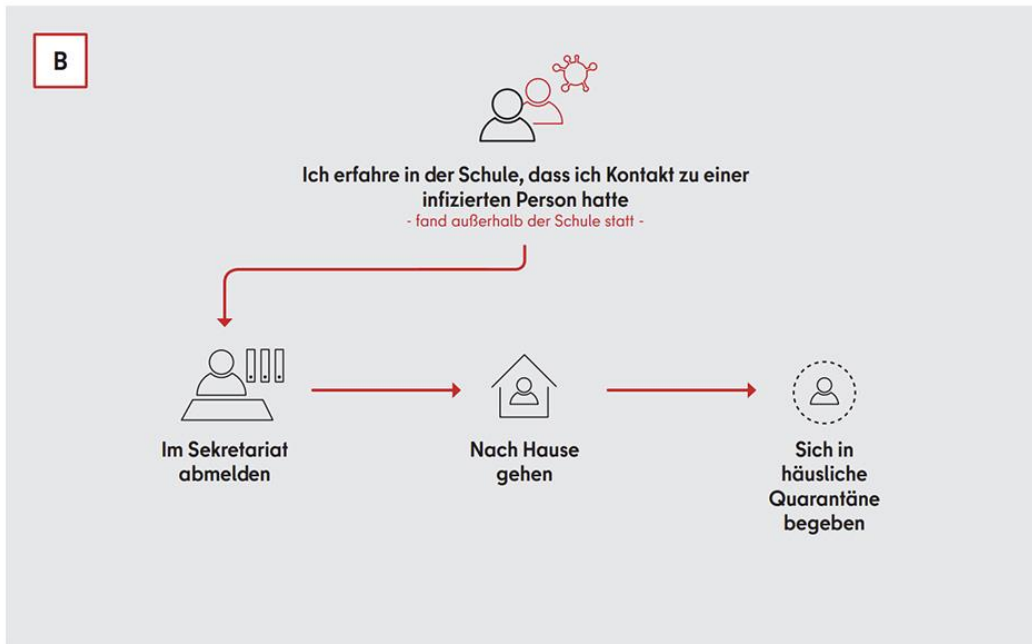 B
Ich erfahre in der Schule, dass ich Kontakt zu einer
infizierten Person hatte
- fand außerhalb der Schule statt -
Im Sekretariat
abmelden
Nach Hause
gehen
Sich in
häusliche
Quarantäne
begeben